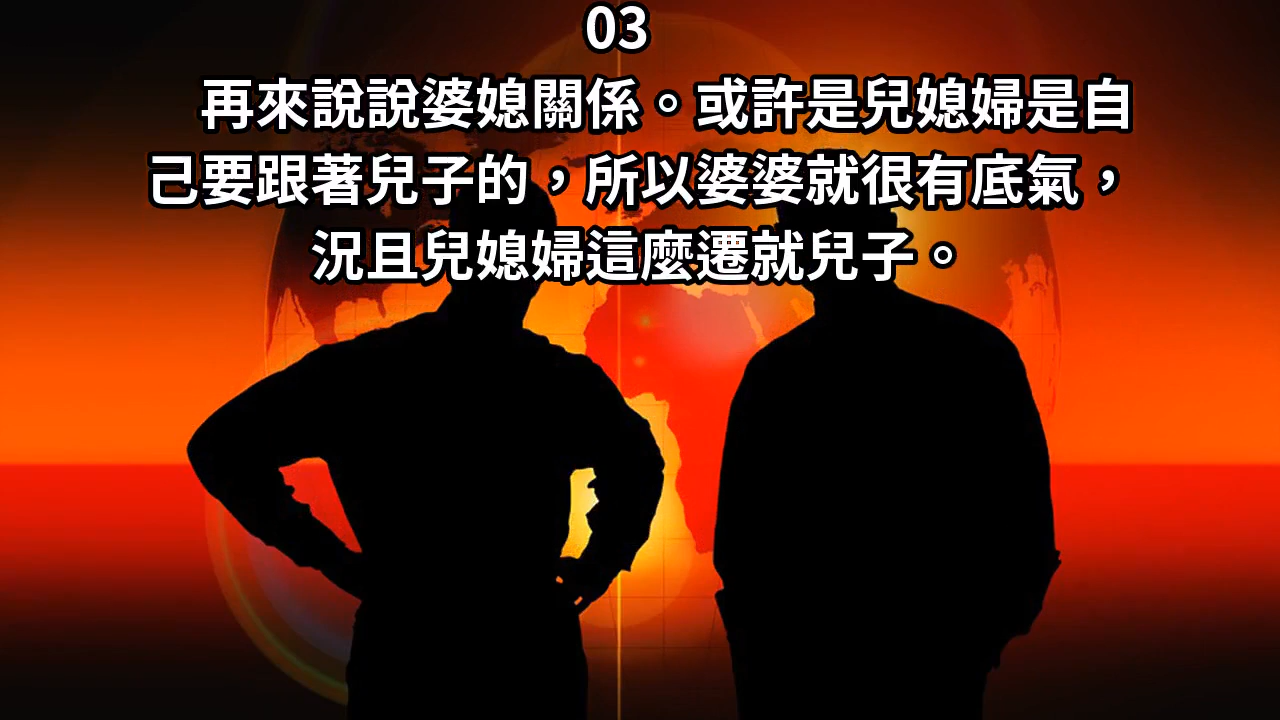 03
再來說說婆媳關係。或許是兒媳婦是自
己要跟著兒子的，所以婆婆就很有底氣，
況且兒媳婦這麼遷就兒子。